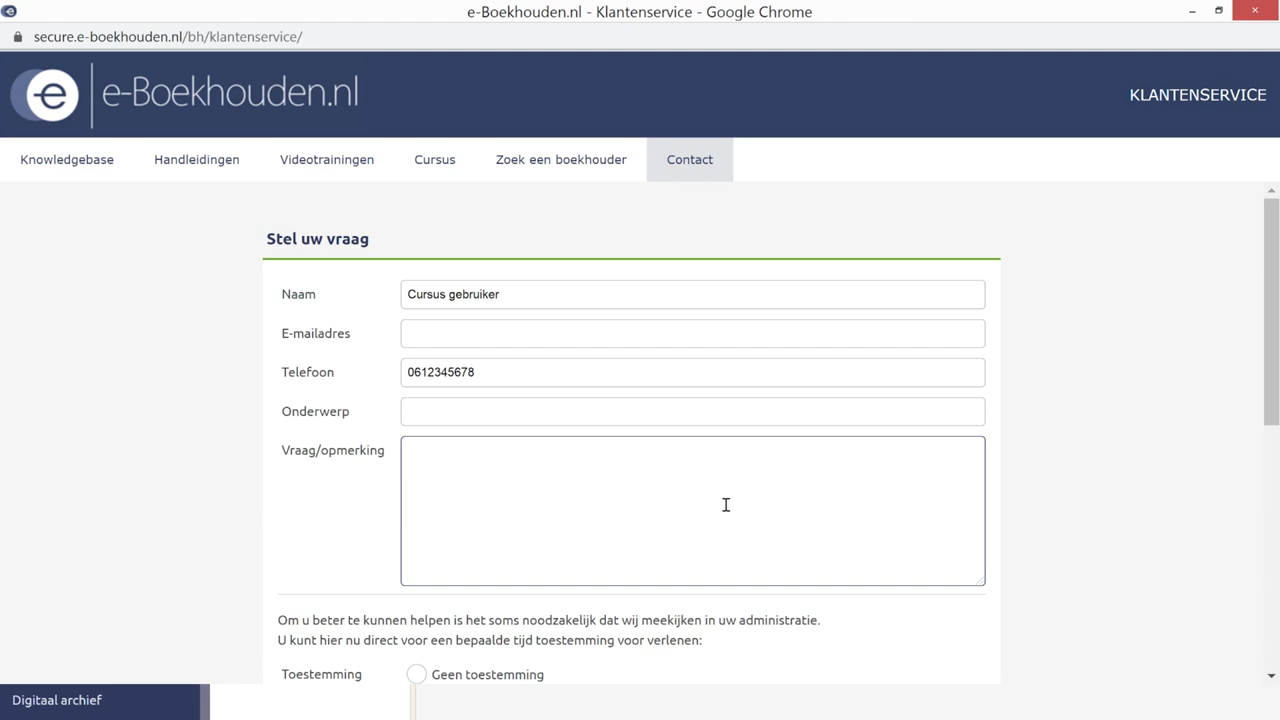 e-Boekhouden.nl - Klantenservice - Google Chrome
secure.e-boekhouden.nl/bh/klantenservice/
e e-Boekhouden.nl
KLANTENSERVICE
Knowledgebase Handleidingen Videotrainingen Cursus Zoek een boekhouder Contact
Stel uw vraag
Naam Cursus gebruiker
E-mailadres
Telefoon 0612345678
Onderwerp
Vraag/opmerking
Om u beter te kunnen helpen is het soms noodzakelijk dat wij meekijken in uw administratie.
U kunt hier nu direct voor een bepaalde tijd toestemming voor verlenen:
Toestemming Geen toestemming
Digitaal archief